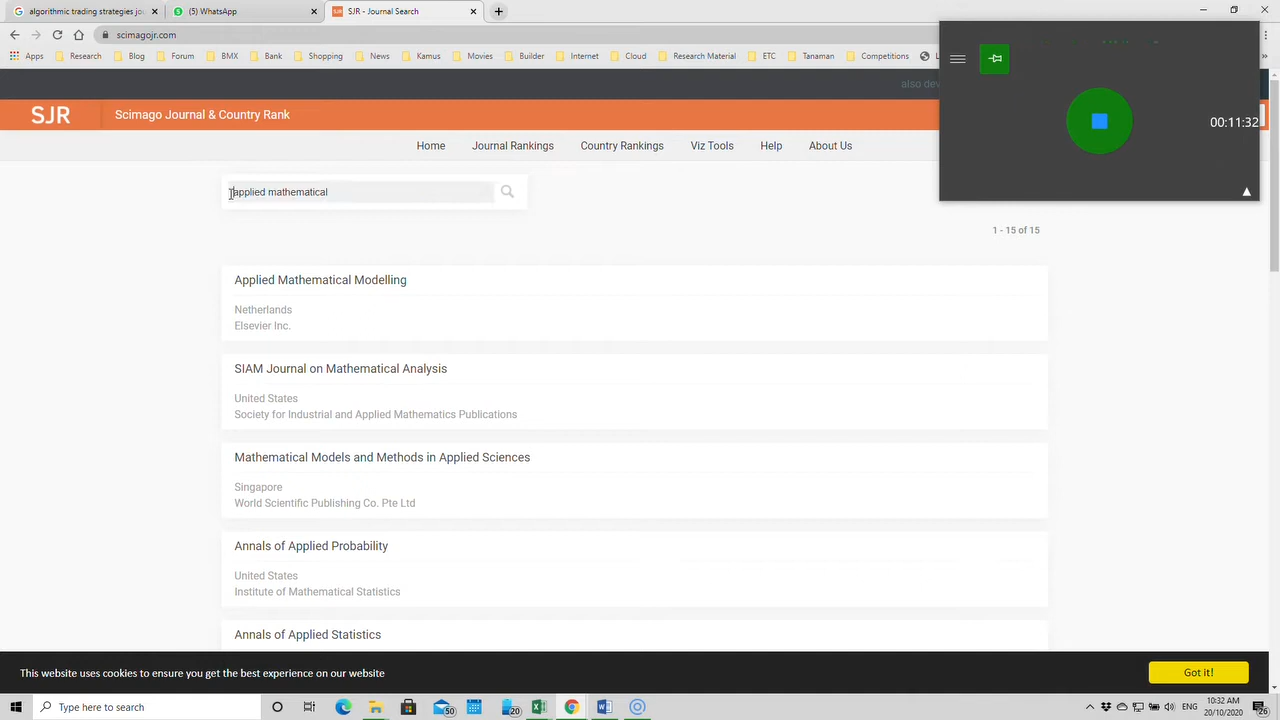 algorithmic trading strategies jou
(5) WhatsApp
SJR - Journal Search
scimagojr.com
Apps
Research
Blog
Forum
BMX
Bank
Shopping
News
Kamus
Movies
Builder
Internet
Cloud
Research Material
ETC
Tanaman
Competitions
also dev
SJR
Scimago Journal & Country Rank
00:11:32
Home
Journal Rankings
Country Rankings
Viz Tools
Help
About Us
applied mathematical
1 - 15 of 15
Applied Mathematical Modelling
Netherlands
Elsevier Inc.
SIAM Journal on Mathematical Analysis
United States
Society for Industrial and Applied Mathematics Publications
Mathematical Models and Methods in Applied Sciences
Singapore
World Scientific Publishing Co. Pte Ltd
Annals of Applied Probability
United States
Institute of Mathematical Statistics
Annals of Applied Statistics
This website uses cookies to ensure you get the best experience on our website
Got it!
Type here to search
50
20
ENG
10:32 AM
20/10/2020
26